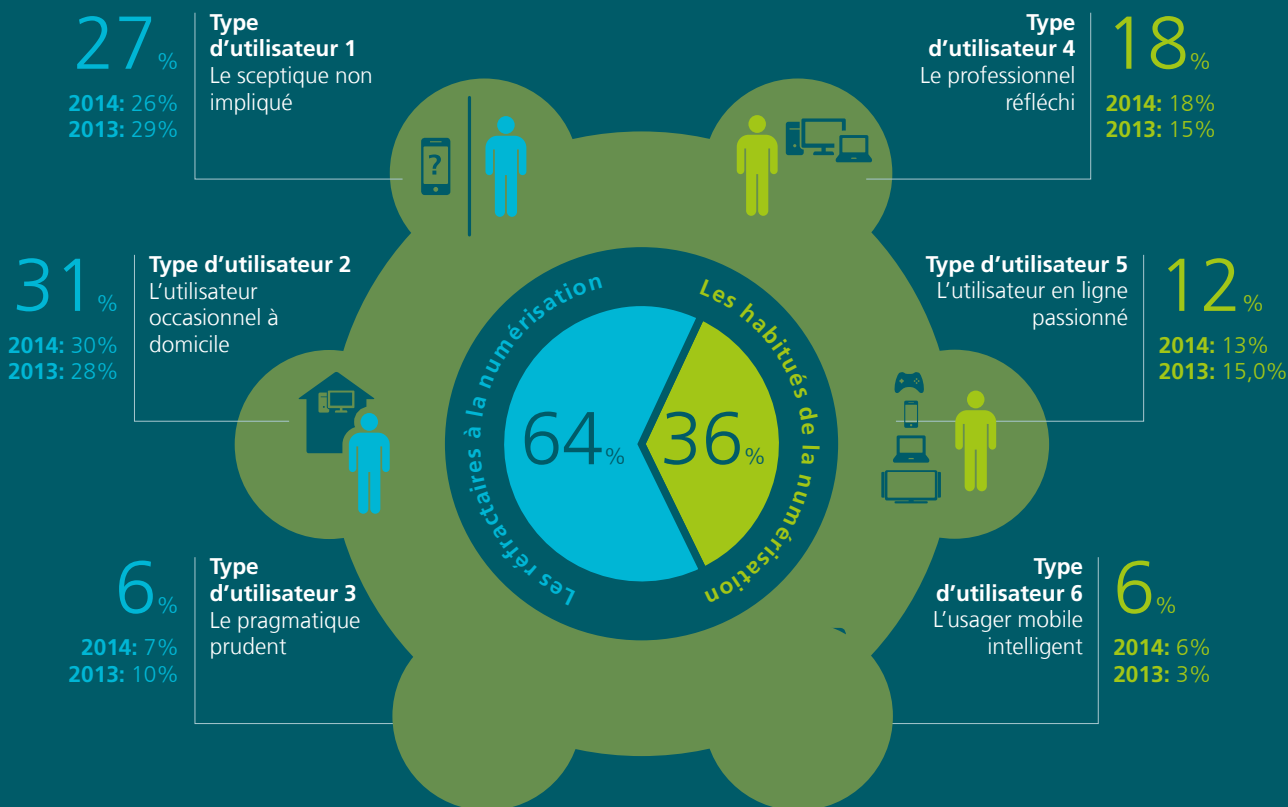 27%
2014: 26%
2013: 29%
Type
d’utilisateur 1
Le sceptique non
impliqué
?
Type
d’utilisateur 4
Le professionnel
réfléchi
18%
2014: 18%
2013: 15%
31%
2014: 30%
2013: 28%
Type d’utilisateur 2
L’utilisateur
occasionnel à
domicile
Type d’utilisateur 5
L’utilisateur en ligne
passionné
12%
2014: 13%
2013: 15,0%
Les réfractaires à la numérisation
64%
Les habitués de la numérisation
36%
6%
2014: 7%
2013: 10%
Type
d’utilisateur 3
Le pragmatique
prudent
Type
d’utilisateur 6
L’usager mobile
intelligent
6%
2014: 6%
2013: 3%